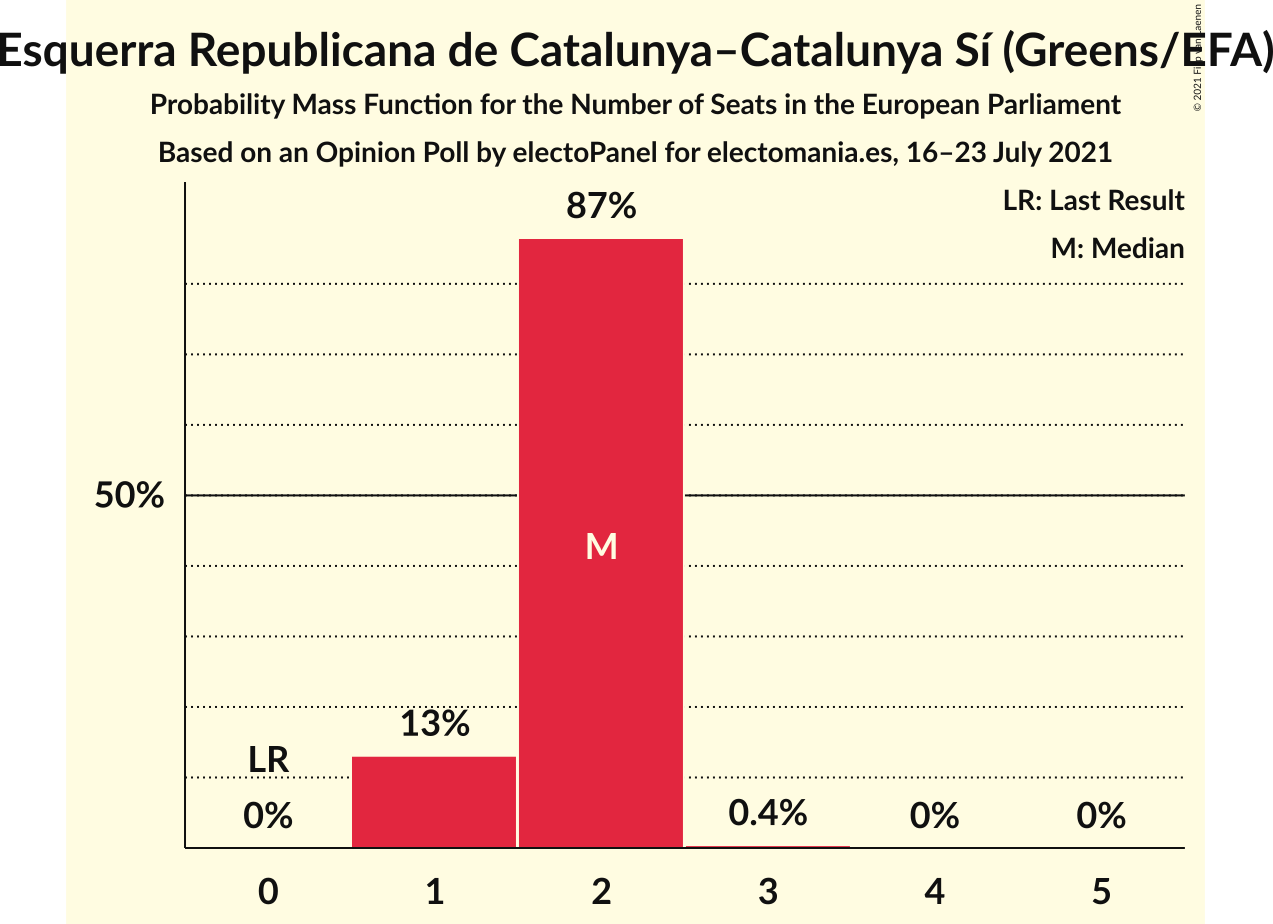 Esquerra Republicana de Catalunya–Catalunya Sí (Greens/EFA)
Probability Mass Function for the Number of Seats in the European Parliament
Based on an Opinion Poll by electoPanel for electomania.es, 16–23 July 2021
© 2021
LR: Last Result
M: Median
87%
50%
M
13%
LR
0%
0.4%
0%
0%
0 1 2 3 4 5